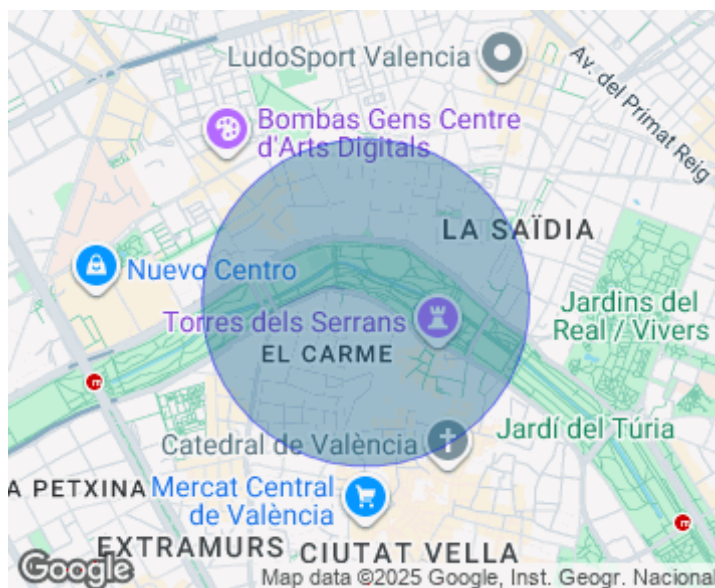 LudoSport Valencia
Av. del Primat Reig
Bombas Gens Centre
d'Arts Digitals
LA SAÏDIA
Nuevo Centro
Jardins del
Real / Vivers
Torres dels Serrans
EL CARME
Catedral de València
Jardí del Túria
A PETXINA
Mercat Central
de València
EXTRAMURS
CIUTAT VELLA
Google
Map data ©2025 Google, Inst. Geogr. Nacional